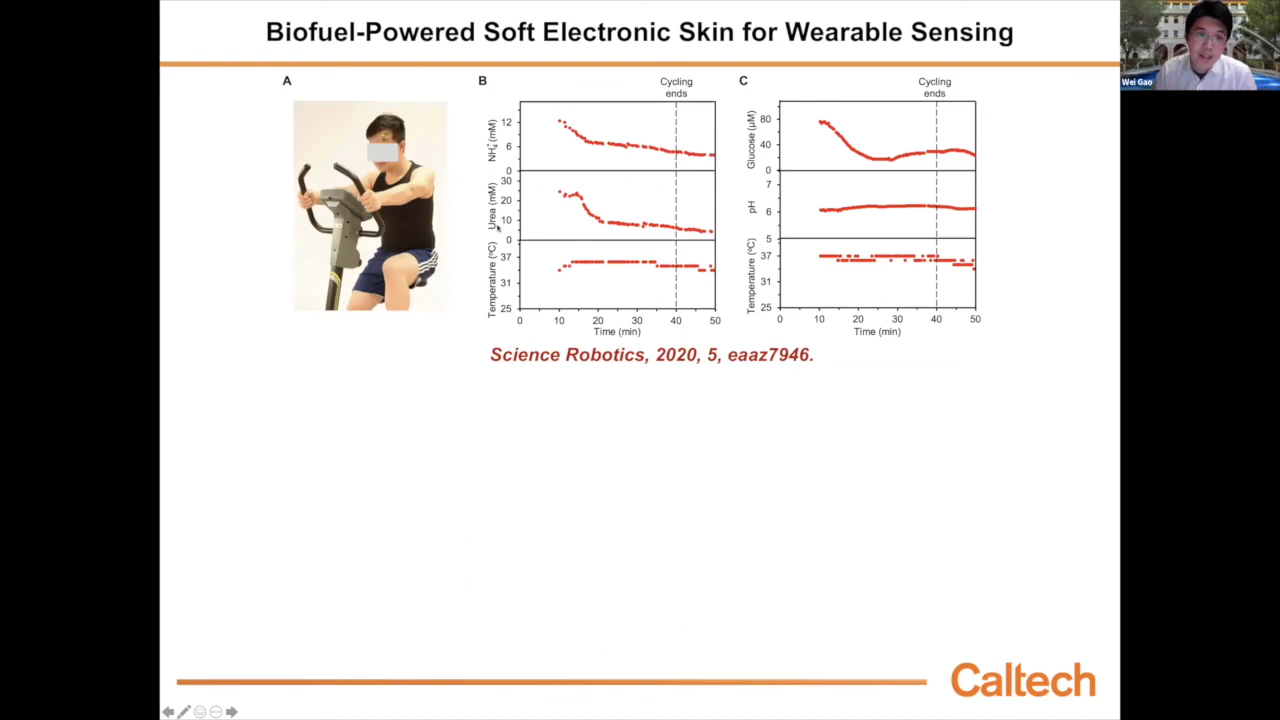 Biofuel-Powered Soft Electronic Skin for Wearable Sensing
Wei Gao
A
B
Cycling
ends
NH₄⁺ (mM)
12
6
0
Urea (mM)
30
20
10
0
Temperature (ºC)
37
31
25
0 10 20 30 40 50
Time (min)
C
Cycling
ends
Glucose (µM)
80
40
0
pH
7
6
5
Temperature (ºC)
37
31
25
0 10 20 30 40 50
Time (min)
Science Robotics, 2020, 5, eaaz7946.
Caltech